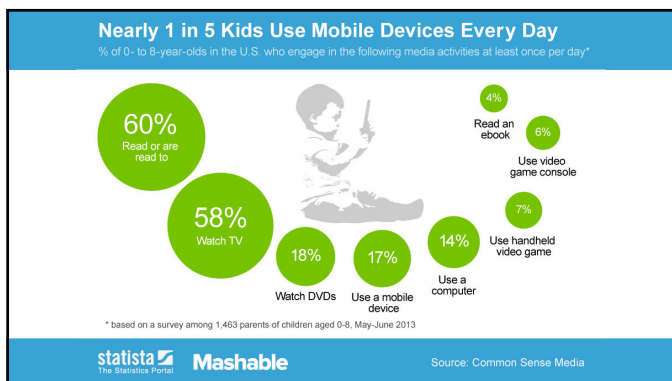 Nearly 1 in 5 Kids Use Mobile Devices Every Day
% of 0- to 8-year-olds in the U.S. who engage in the following media activities at least once per day*
60%
Read or are
read to
58%
Watch TV
18%
Watch DVDs
17%
Use a mobile
device
14%
Use a
computer
7%
Use handheld
video game
6%
Use video
game console
4%
Read an
ebook
* based on a survey among 1,463 parents of children aged 0-8, May-June 2013
statista
The Statistics Portal
Mashable
Source: Common Sense Media